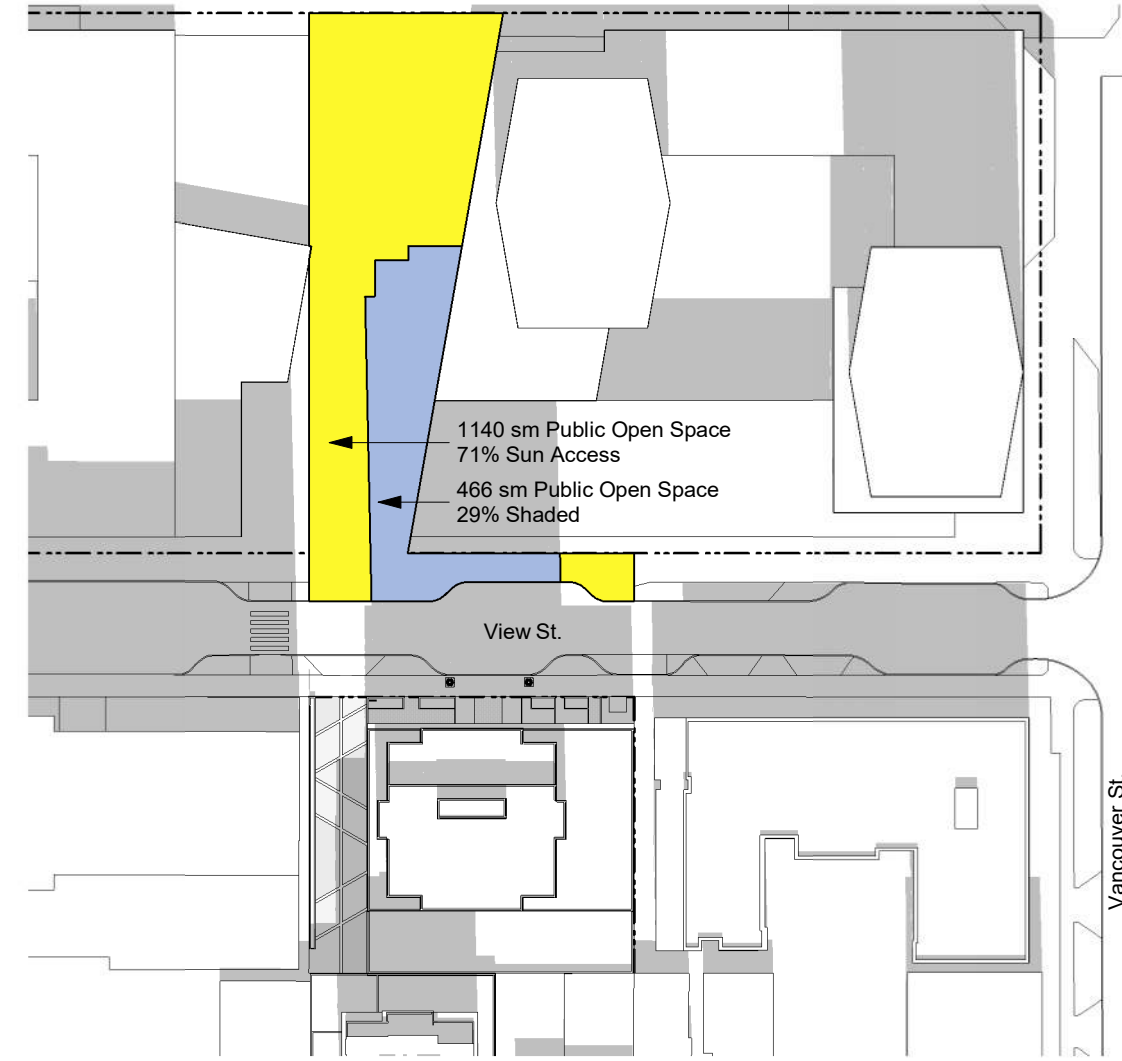 1140 sm Public Open Space
71% Sun Access
466 sm Public Open Space
29% Shaded
View St.
Vancouver St.